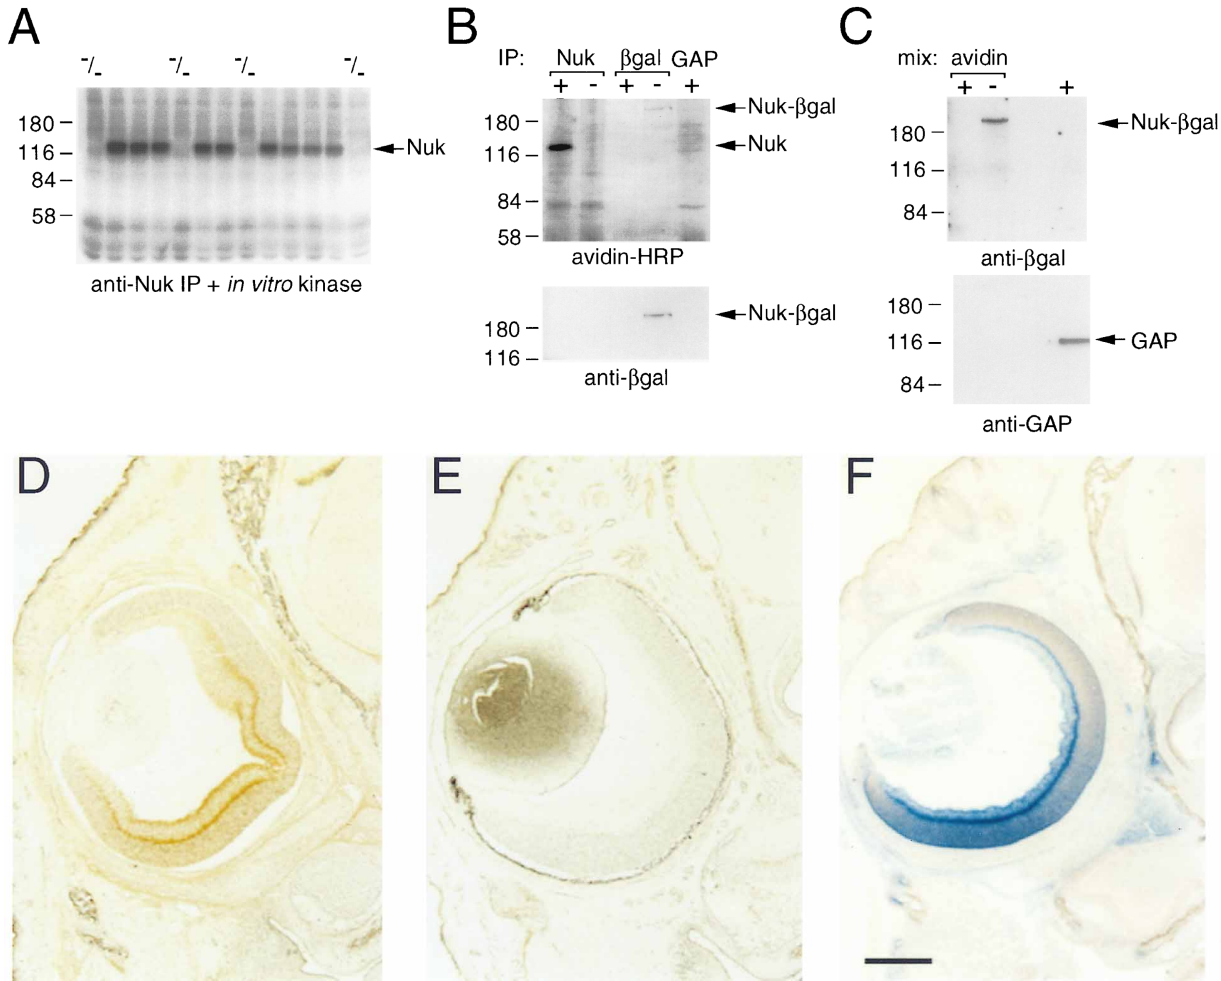 A
-/- -/- -/- -/-
180
116
84
58
Nuk
anti-Nuk IP + in vitro kinase
B
IP: Nuk βgal GAP
+ - + - +
180
116
84
58
Nuk-βgal
Nuk
avidin-HRP
180
116
Nuk-βgal
anti-βgal
C
mix: avidin
+ - +
180
116
84
Nuk-βgal
anti-βgal
180
116
84
GAP
anti-GAP
D
E
F